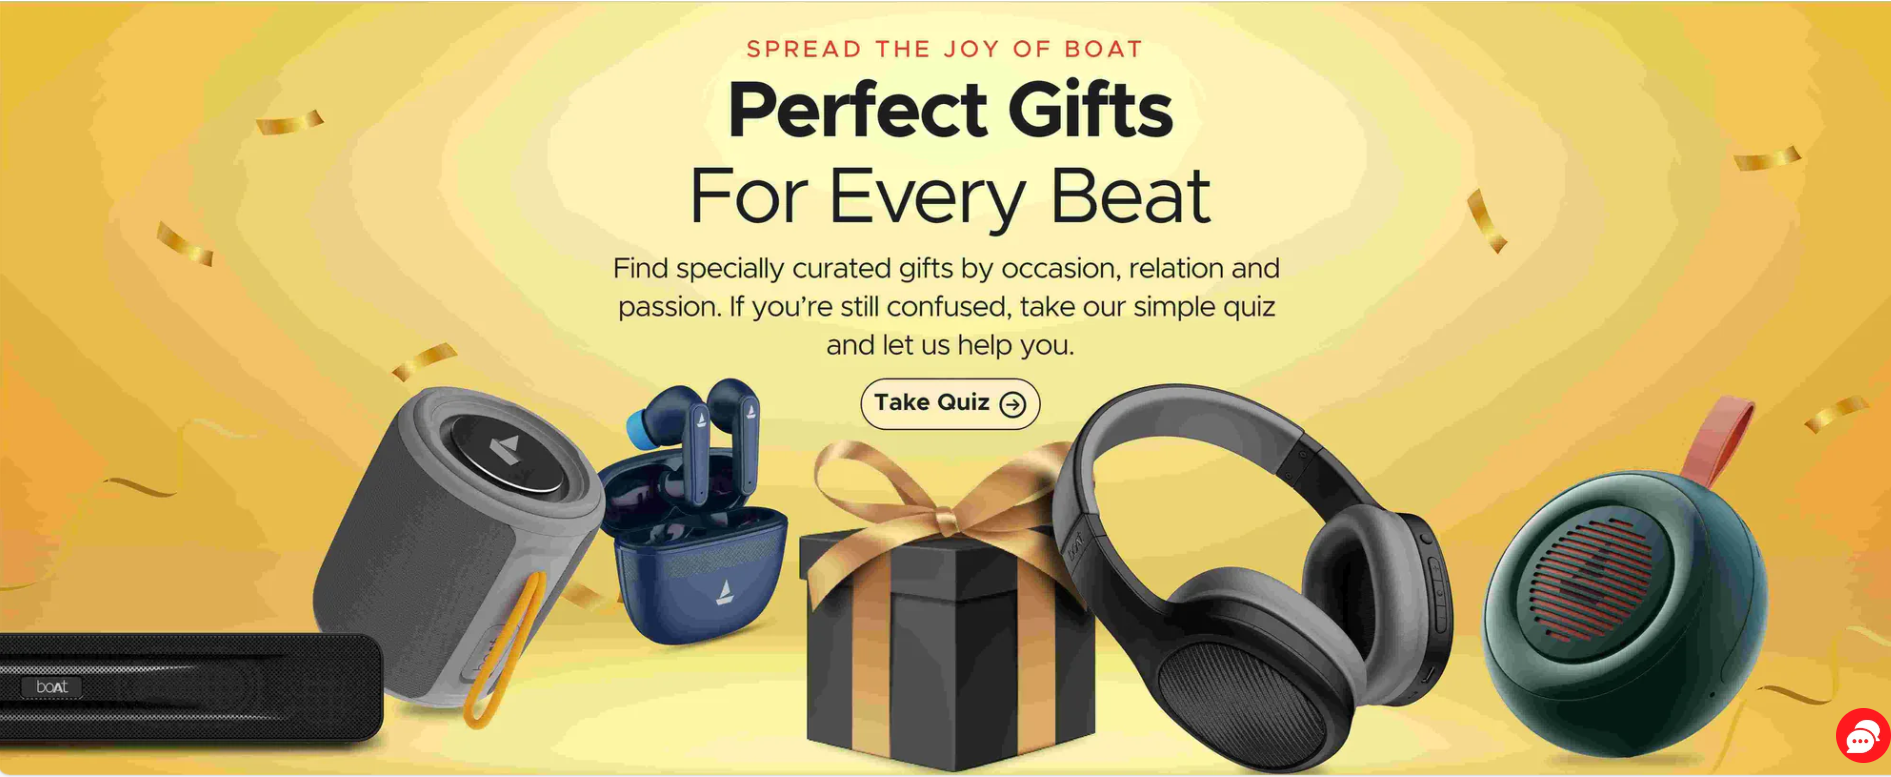 SPREAD THE JOY OF BOAT
Perfect Gifts
For Every Beat
Find specially curated gifts by occasion, relation and
passion. If you’re still confused, take our simple quiz
and let us help you.
Take Quiz
boAt